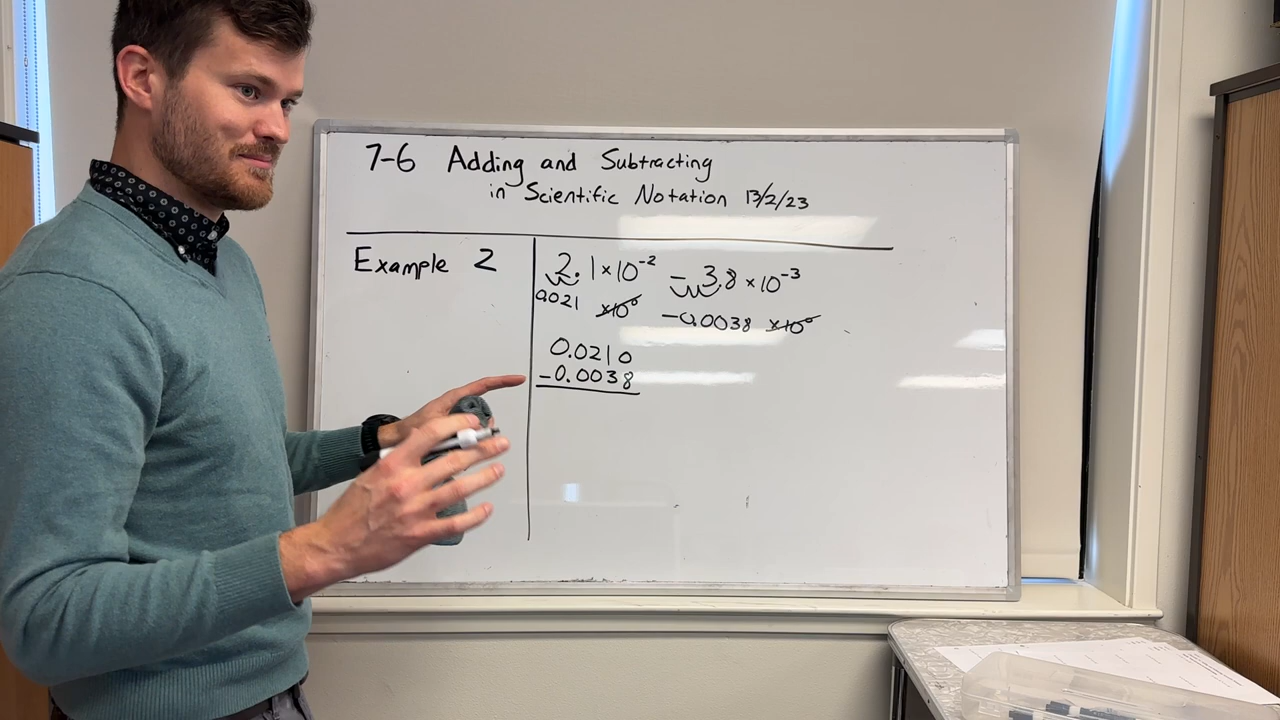 7-6 Adding and Subtracting
in Scientific Notation 13/2/23
Example 2
2.1×10⁻² - 3.8×10⁻³
0.021 ×10⁰ -0.0038 ×10⁰
0.0210
-0.0038